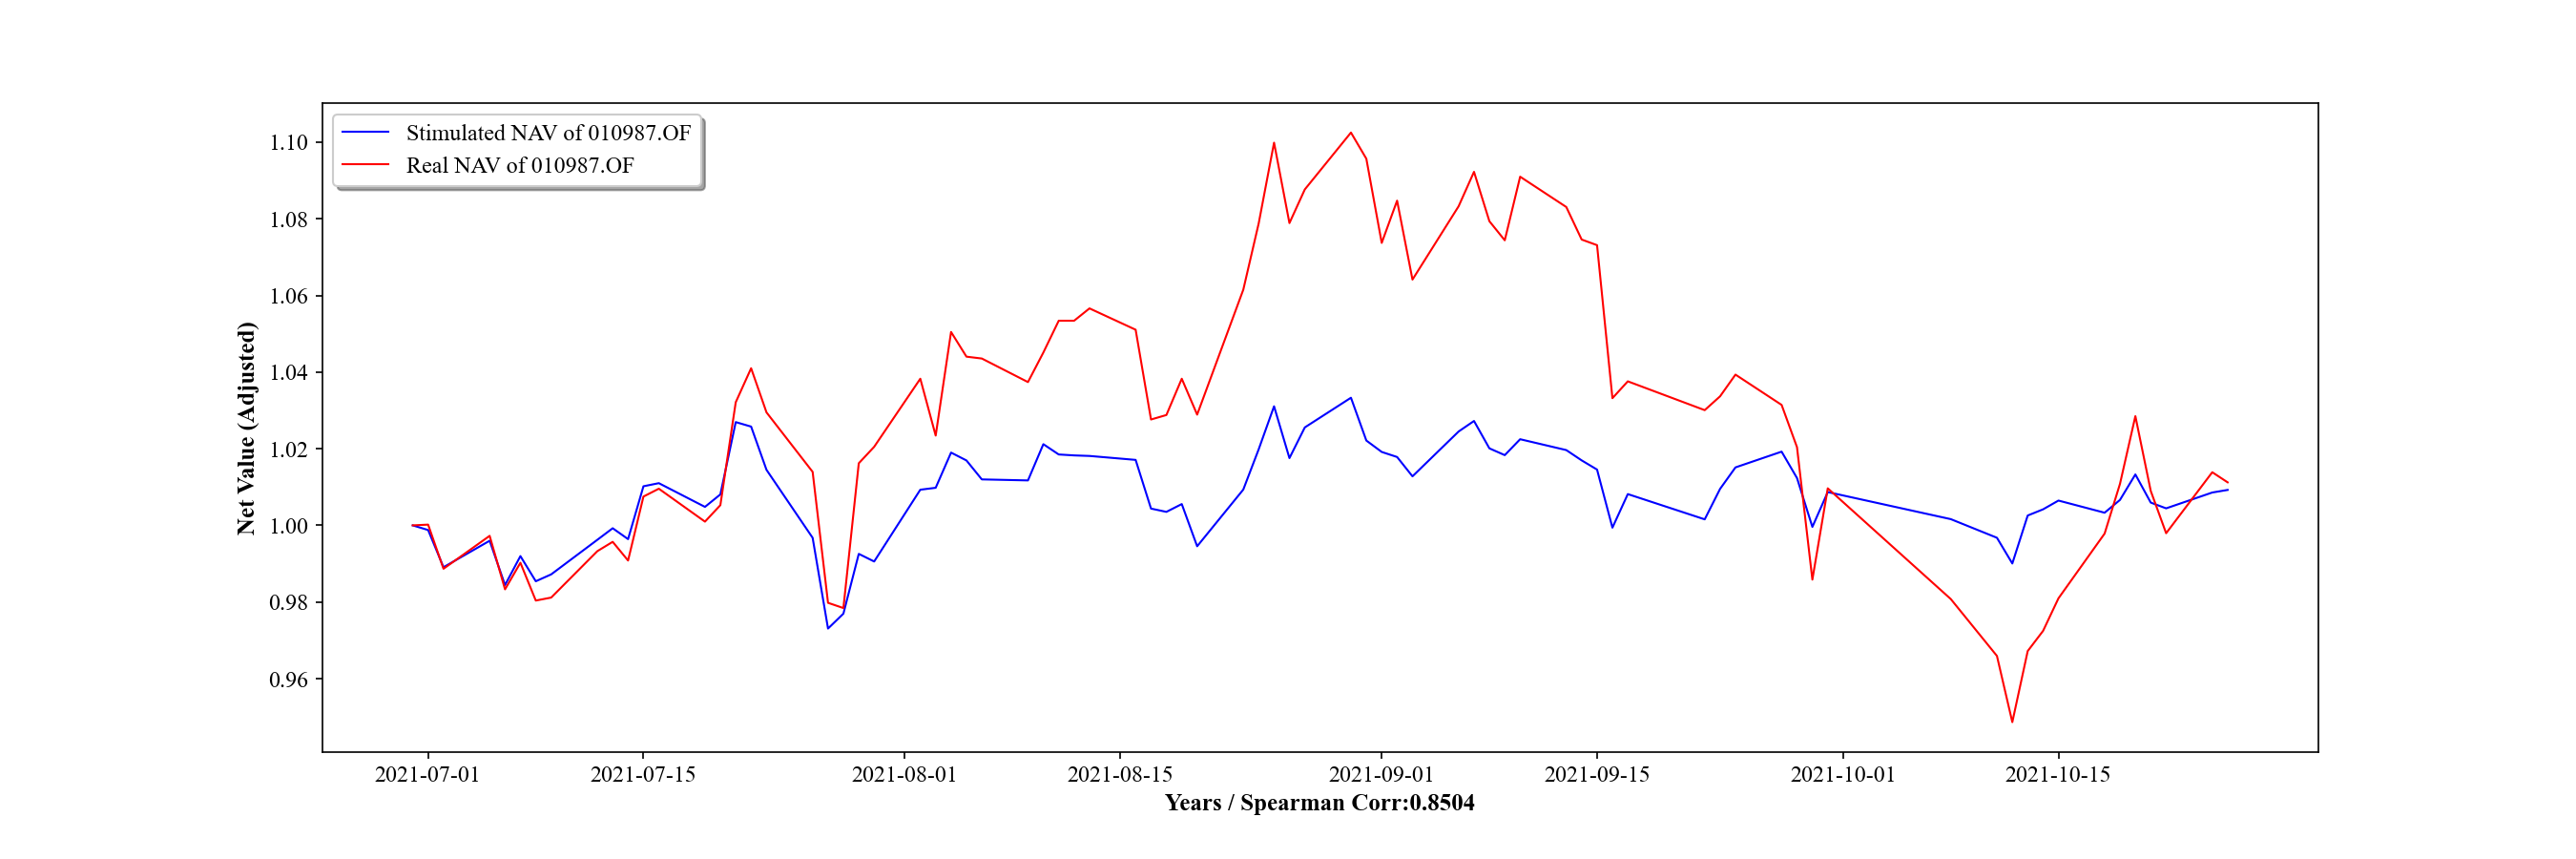 Stimulated NAV of 010987.OF
Real NAV of 010987.OF
Net Value (Adjusted)
1.10
1.08
1.06
1.04
1.02
1.00
0.98
0.96
2021-07-01 2021-07-15 2021-08-01 2021-08-15 2021-09-01 2021-09-15 2021-10-01 2021-10-15
Years / Spearman Corr:0.8504